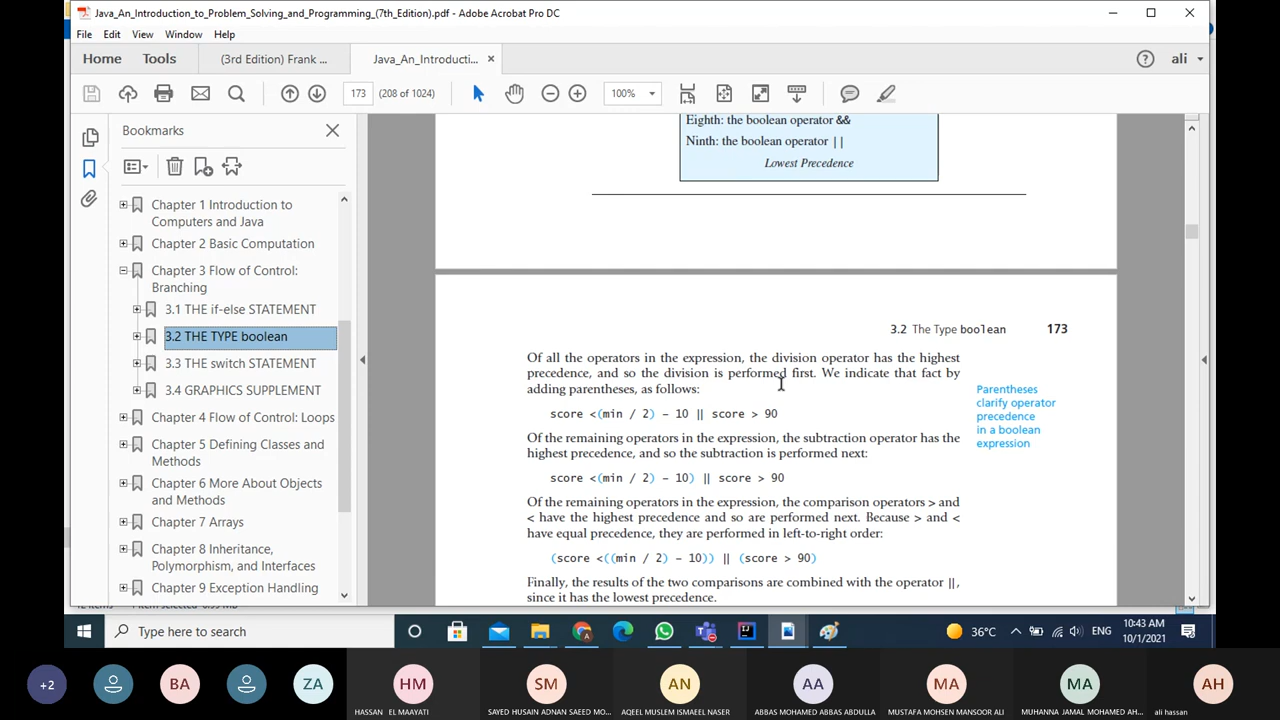 Java_An_Introduction_to_Problem_Solving_and_Programming_(7th_Edition).pdf - Adobe Acrobat Pro DC
File Edit View Window Help
Home Tools (3rd Edition) Frank ... Java_An_Introducti... ×
ali
173 (208 of 1024) 100%
Bookmarks
Chapter 1 Introduction to
Computers and Java
Chapter 2 Basic Computation
Chapter 3 Flow of Control:
Branching
3.1 THE if-else STATEMENT
3.2 THE TYPE boolean
3.3 THE switch STATEMENT
3.4 GRAPHICS SUPPLEMENT
Chapter 4 Flow of Control: Loops
Chapter 5 Defining Classes and
Methods
Chapter 6 More About Objects
and Methods
Chapter 7 Arrays
Chapter 8 Inheritance,
Polymorphism, and Interfaces
Chapter 9 Exception Handling
Eighth: the boolean operator &&
Ninth: the boolean operator ||
Lowest Precedence
3.2 The Type boolean 173
Of all the operators in the expression, the division operator has the highest
precedence, and so the division is performed first. We indicate that fact by
adding parentheses, as follows:
score <(min / 2) - 10 || score > 90
Of the remaining operators in the expression, the subtraction operator has the
highest precedence, and so the subtraction is performed next:
score <((min / 2) - 10) || score > 90
Of the remaining operators in the expression, the comparison operators > and
< have the highest precedence and so are performed next. Because > and <
have equal precedence, they are performed in left-to-right order:
(score <((min / 2) - 10)) || (score > 90)
Finally, the results of the two comparisons are combined with the operator ||,
since it has the lowest precedence.
Parentheses
clarify operator
precedence
in a boolean
expression
Type here to search
36°C ENG 10:43 AM
10/1/2021
+2 BA ZA HM SM AN AA MA MA AH
HASSAN EL MAAYATI SAYED HUSAIN ADNAN SAEED MO... AQEEL MUSLEM ISMAEEL NASER ABBAS MOHAMED ABBAS ABDULLA MUSTAFA MOHSEN MANSOOR ALI MUHANNA JAMAL MOHAMED AH... ali hassan